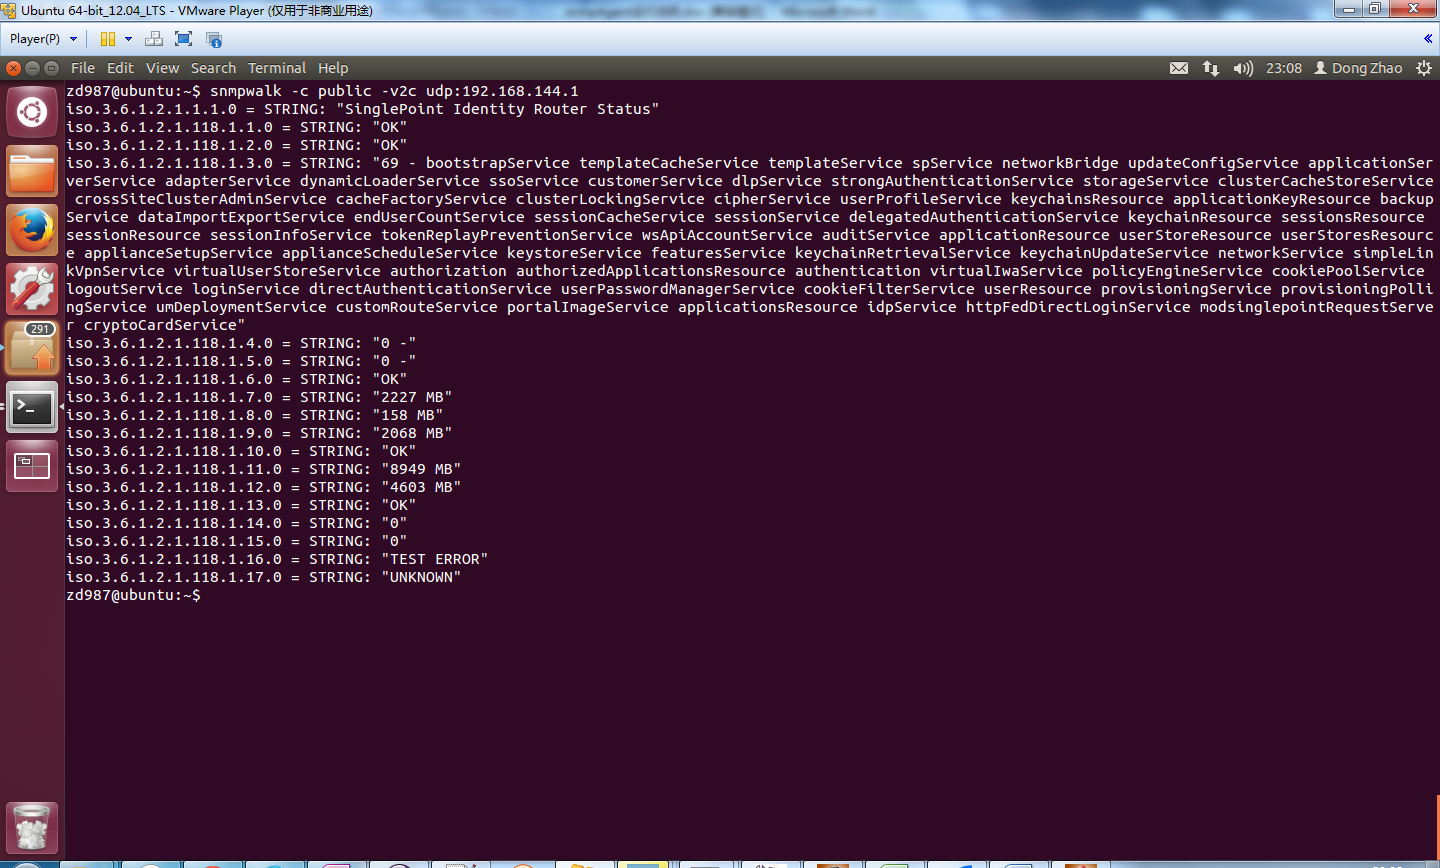 Ubuntu 64-bit_12.04_LTS - VMware Player (仅用于非商业用途)
Player(P)
File Edit View Search Terminal Help
23:08 Dong Zhao
291
zd987@ubuntu:~$ snmpwalk -c public -v2c udp:192.168.144.1
iso.3.6.1.2.1.1.1.0 = STRING: "SinglePoint Identity Router Status"
iso.3.6.1.2.1.118.1.1.0 = STRING: "OK"
iso.3.6.1.2.1.118.1.2.0 = STRING: "OK"
iso.3.6.1.2.1.118.1.3.0 = STRING: "69 - bootstrapService templateCacheService templateService spService networkBridge updateConfigService applicationSer
verService adapterService dynamicLoaderService ssoService customerService dlpService strongAuthenticationService storageService clusterCacheStoreService
crossSiteClusterAdminService cacheFactoryService clusterLockingService cipherService userProfileService keychainsResource applicationKeyResource backup
Service dataImportExportService endUserCountService sessionCacheService sessionService delegatedAuthenticationService keychainResource sessionsResource
sessionResource sessionInfoService tokenReplayPreventionService wsApiAccountService auditService applicationResource userStoreResource userStoresResourc
e applianceSetupService applianceScheduleService keystoreService featuresService keychainRetrievalService keychainUpdateService networkService simpleLin
kVpnService virtualUserStoreService authorization authorizedApplicationsResource authentication virtualIwaService policyEngineService cookiePoolService
logoutService loginService directAuthenticationService userPasswordManagerService cookieFilterService userResource provisioningService provisioningPolli
ngService umDeploymentService customRouteService portalImageService applicationsResource idpService httpFedDirectLoginService modsinglepointRequestServe
r cryptoCardService"
iso.3.6.1.2.1.118.1.4.0 = STRING: "0 -"
iso.3.6.1.2.1.118.1.5.0 = STRING: "0 -"
iso.3.6.1.2.1.118.1.6.0 = STRING: "OK"
iso.3.6.1.2.1.118.1.7.0 = STRING: "2227 MB"
iso.3.6.1.2.1.118.1.8.0 = STRING: "158 MB"
iso.3.6.1.2.1.118.1.9.0 = STRING: "2068 MB"
iso.3.6.1.2.1.118.1.10.0 = STRING: "OK"
iso.3.6.1.2.1.118.1.11.0 = STRING: "8949 MB"
iso.3.6.1.2.1.118.1.12.0 = STRING: "4603 MB"
iso.3.6.1.2.1.118.1.13.0 = STRING: "OK"
iso.3.6.1.2.1.118.1.14.0 = STRING: "0"
iso.3.6.1.2.1.118.1.15.0 = STRING: "0"
iso.3.6.1.2.1.118.1.16.0 = STRING: "TEST ERROR"
iso.3.6.1.2.1.118.1.17.0 = STRING: "UNKNOWN"
zd987@ubuntu:~$